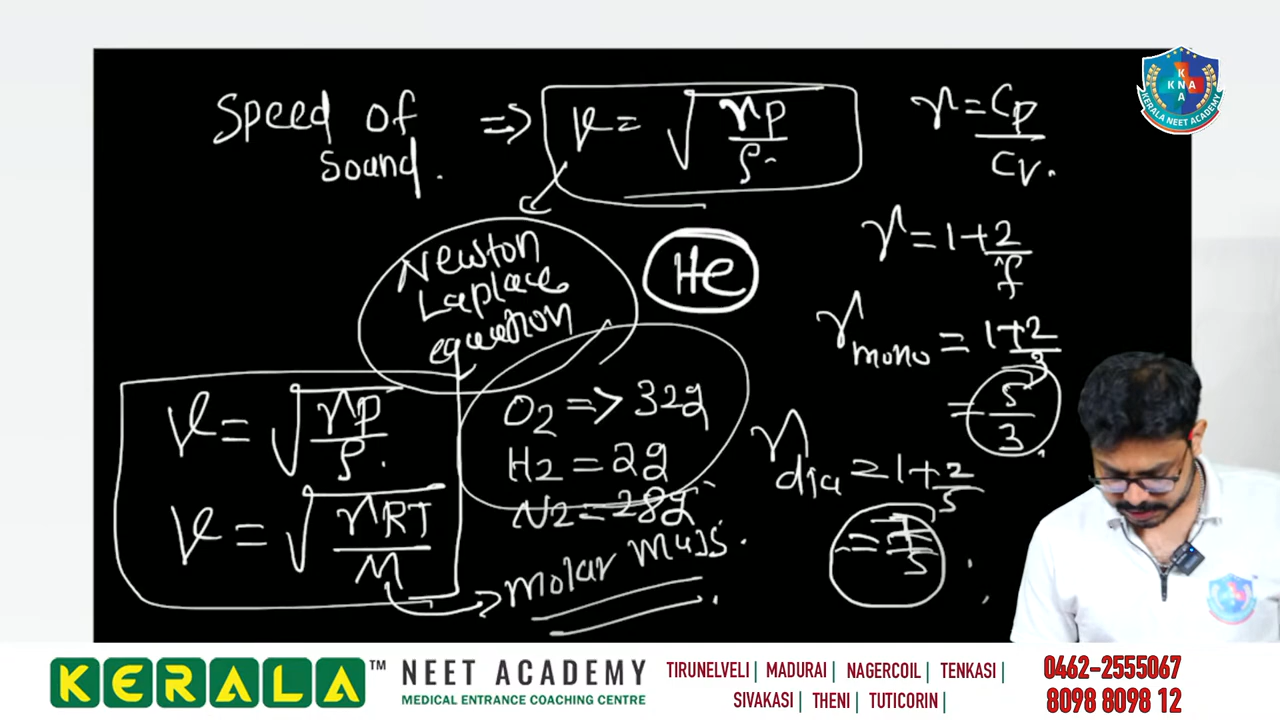 Speed of sound. => v = √(γP/ρ)
γ = Cp/Cv.
Newton Laplace equation
He
γ = 1+2/f
γmono = 1+2/3
= 5/3
v = √(γP/ρ).
O2 => 32g
H2 = 2g
N2 = 28g
γdia = 1+2/5
= 7/5
v = √(γRT/M)
molar mass.
KNA
KERALA NEET ACADEMY
KERALA™ NEET ACADEMY
MEDICAL ENTRANCE COACHING CENTRE
TIRUNELVELI | MADURAI | NAGERCOIL | TENKASI |
SIVAKASI | THENI | TUTICORIN |
0462-2555067
8098 8098 12